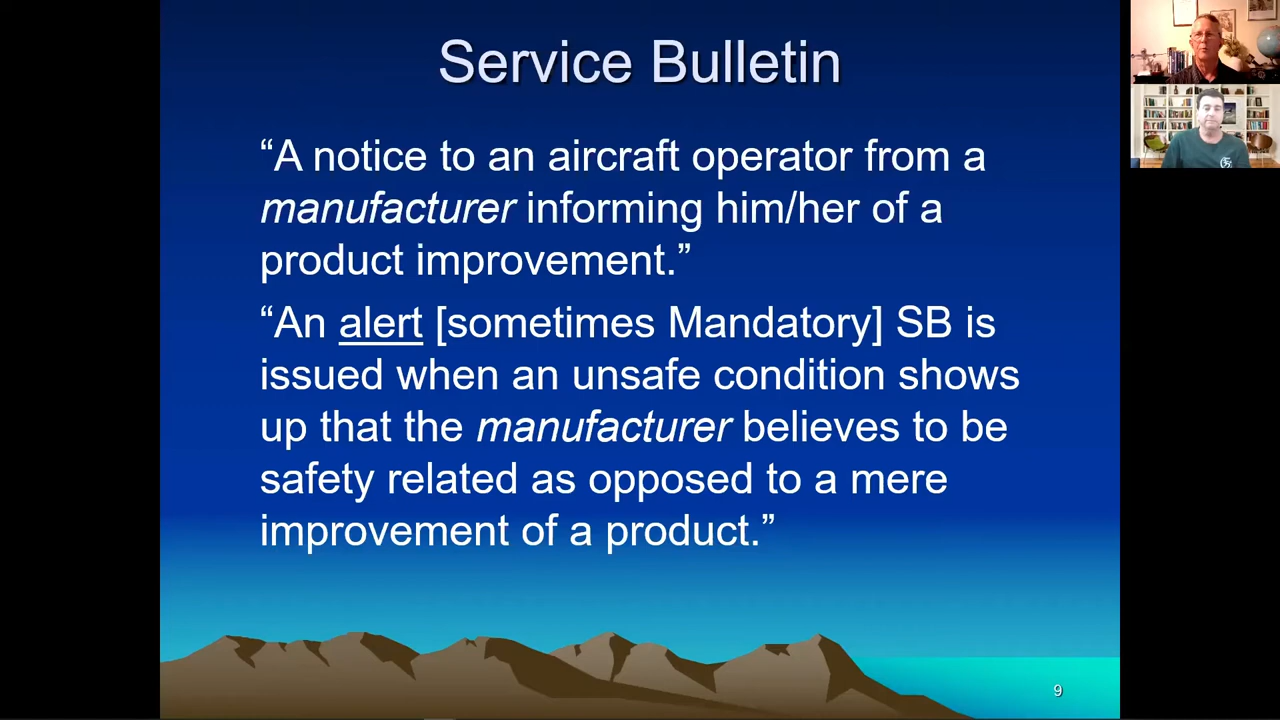 Service Bulletin
“A notice to an aircraft operator from a
manufacturer informing him/her of a
product improvement.”
“An alert [sometimes Mandatory] SB is
issued when an unsafe condition shows
up that the manufacturer believes to be
safety related as opposed to a mere
improvement of a product.”
9